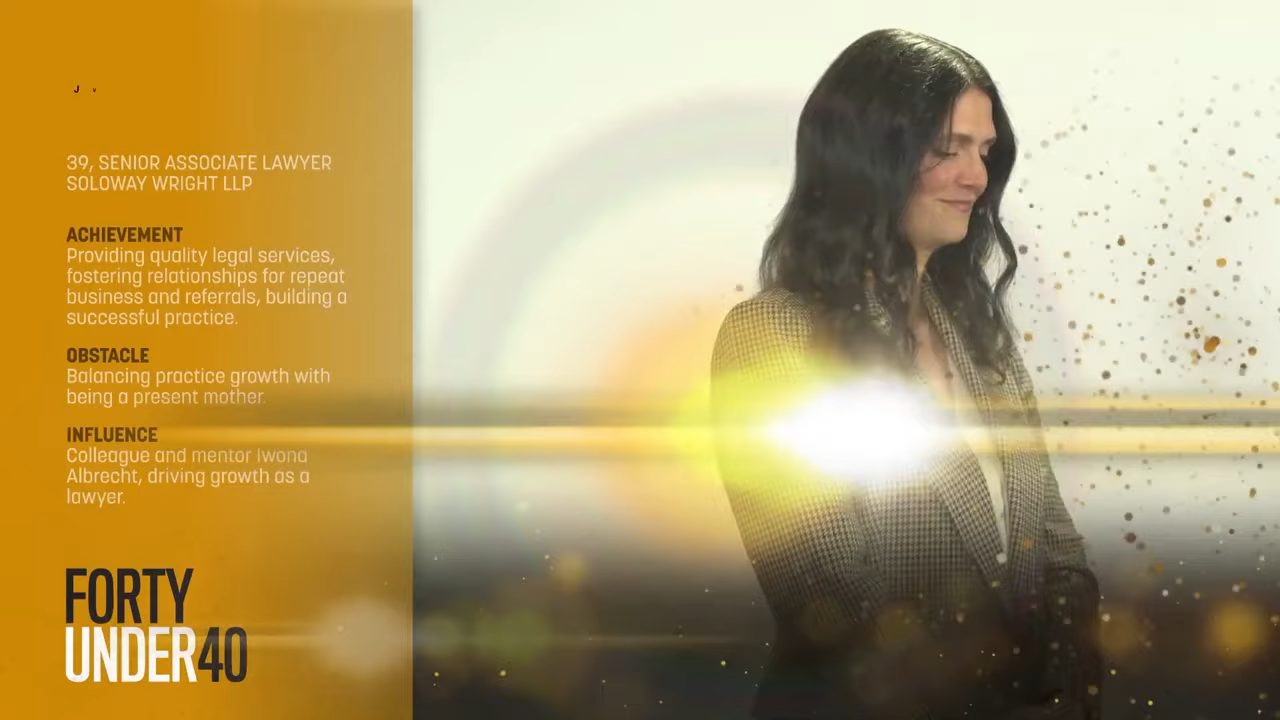 J v
39, SENIOR ASSOCIATE LAWYER
SOLOWAY WRIGHT LLP
ACHIEVEMENT
Providing quality legal services,
fostering relationships for repeat
business and referrals, building a
successful practice.
OBSTACLE
Balancing practice growth with
being a present mother.
INFLUENCE
Colleague and mentor Iwona
Albrecht, driving growth as a
lawyer.
FORTY
UNDER40